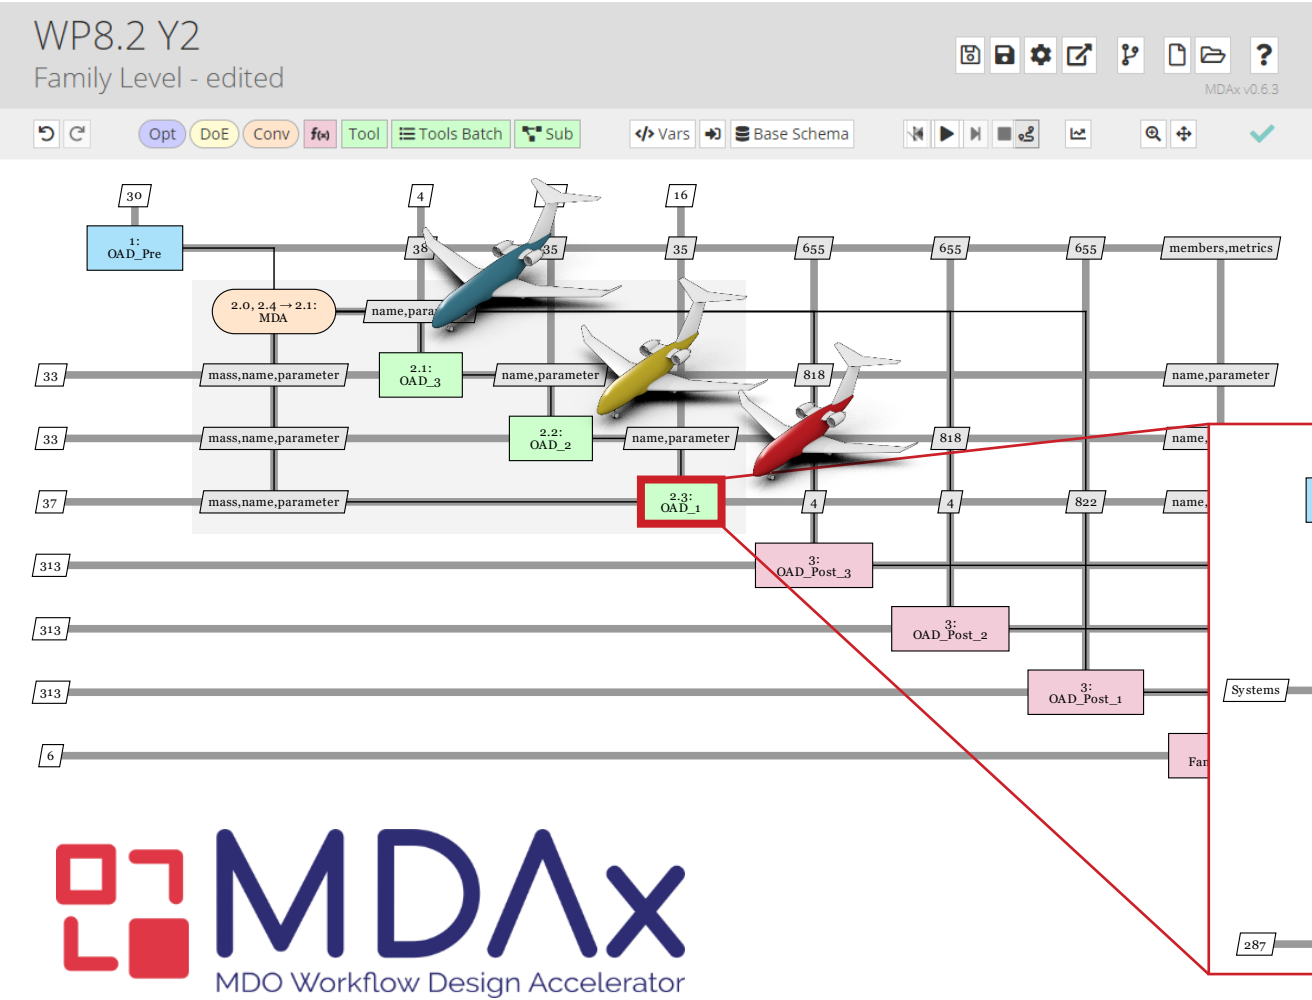 WP8.2 Y2
Family Level - edited
MDAx v0.6.3
Opt DoE Conv f(x) Tool Tools Batch Sub Vars Base Schema
30 4 16
1:
OAD_Pre
38 35 35 655 655 655 members,metrics
2.0, 2.4 → 2.1:
MDA
name,para
33 mass,name,parameter
2.1:
OAD_3
name,parameter 818 name,parameter
33 mass,name,parameter
2.2:
OAD_2
name,parameter 818 name,
37 mass,name,parameter
2.3:
OAD_1
4 4 822 name,
313
3:
OAD_Post_3
313
3:
OAD_Post_2
313
3:
OAD_Post_1
Systems
6
Fam
MDAx
MDO Workflow Design Accelerator
287